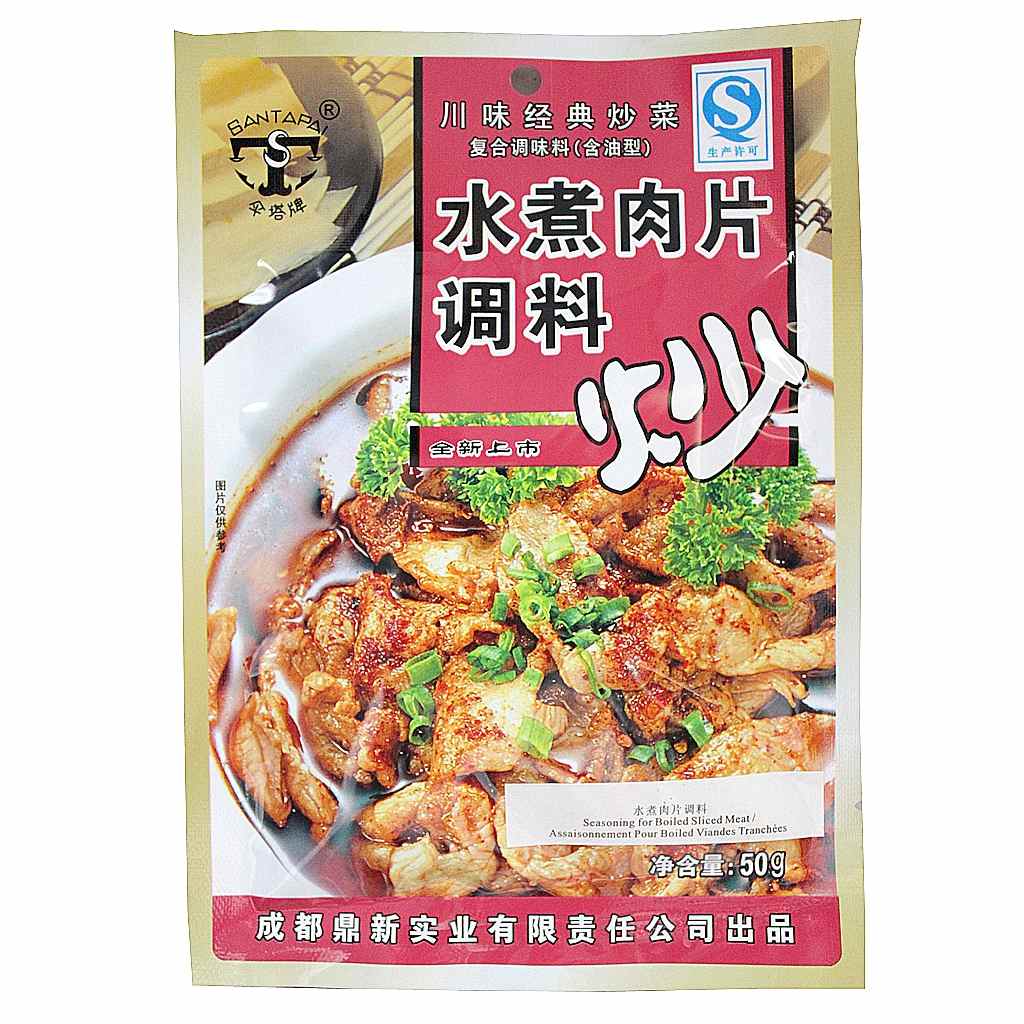 SANTAPAI
®
S
塔牌
川味经典炒菜
复合调味料(含油型)
S
生产许可
水煮肉片
调料
炒
全新上市
图片仅供参考
水煮肉片调料
Seasoning for Boiled Sliced Meat /
Assaisonnement Pour Boiled Viandes Tranchées
净含量:50g
成都鼎新实业有限责任公司出品